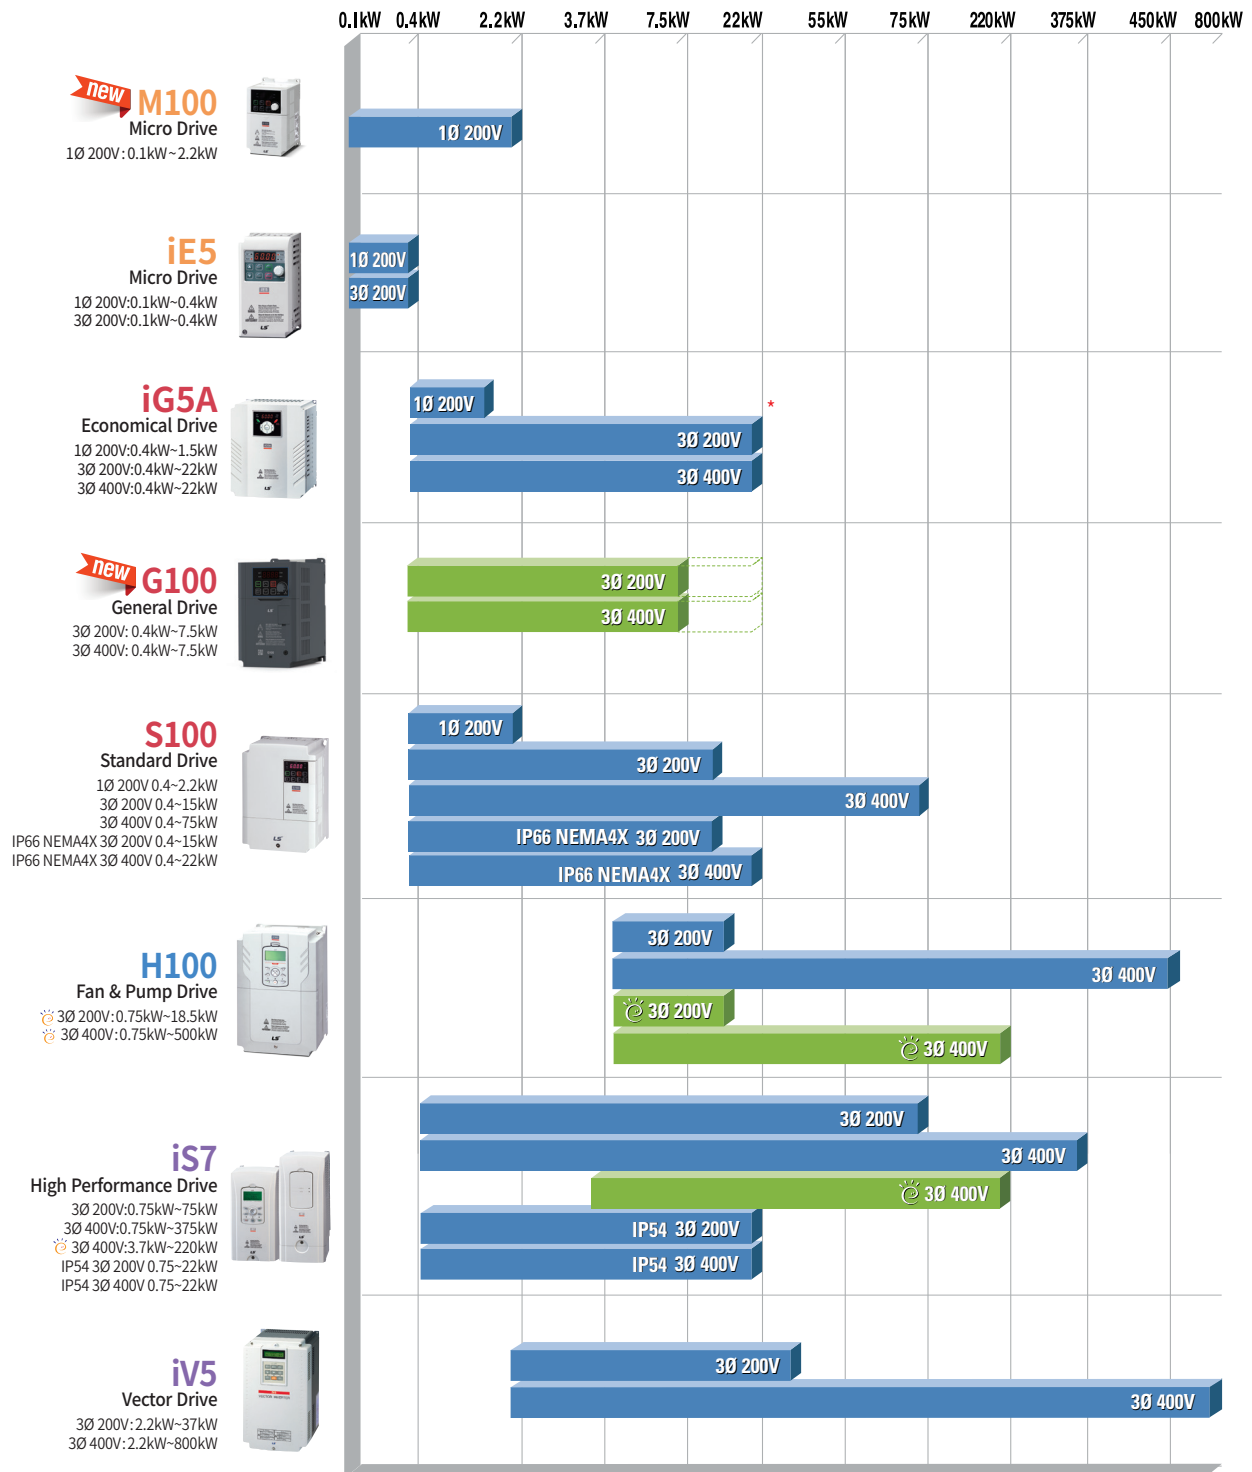 0.1kW 0.4kW 2.2kW 3.7kW 7.5kW 22kW 55kW 75kW 220kW 375kW 450kW 800kW
new
M100
Micro Drive
1Ø 200V : 0.1kW~2.2kW
1Ø 200V
iE5
Micro Drive
1Ø 200V:0.1kW~0.4kW
3Ø 200V:0.1kW~0.4kW
1Ø 200V
3Ø 200V
iG5A
Economical Drive
1Ø 200V:0.4kW~1.5kW
3Ø 200V:0.4kW~22kW
3Ø 400V:0.4kW~22kW
LS
1Ø 200V
*
3Ø 200V
3Ø 400V
new
G100
General Drive
3Ø 200V: 0.4kW~7.5kW
3Ø 400V: 0.4kW~7.5kW
3Ø 200V
3Ø 400V
S100
Standard Drive
1Ø 200V 0.4~2.2kW
3Ø 200V 0.4~15kW
3Ø 400V 0.4~75kW
IP66 NEMA4X 3Ø 200V 0.4~15kW
IP66 NEMA4X 3Ø 400V 0.4~22kW
LS
1Ø 200V
3Ø 200V
3Ø 400V
IP66 NEMA4X 3Ø 200V
IP66 NEMA4X 3Ø 400V
H100
Fan & Pump Drive
3Ø 200V:0.75kW~18.5kW
3Ø 400V:0.75kW~500kW
LS
3Ø 200V
3Ø 400V
3Ø 200V
3Ø 400V
iS7
High Performance Drive
3Ø 200V:0.75kW~75kW
3Ø 400V:0.75kW~375kW
3Ø 400V:3.7kW~220kW
IP54 3Ø 200V 0.75~22kW
IP54 3Ø 400V 0.75~22kW
3Ø 200V
3Ø 400V
3Ø 400V
IP54 3Ø 200V
IP54 3Ø 400V
iV5
Vector Drive
3Ø 200V:2.2kW~37kW
3Ø 400V:2.2kW~800kW
3Ø 200V
3Ø 400V